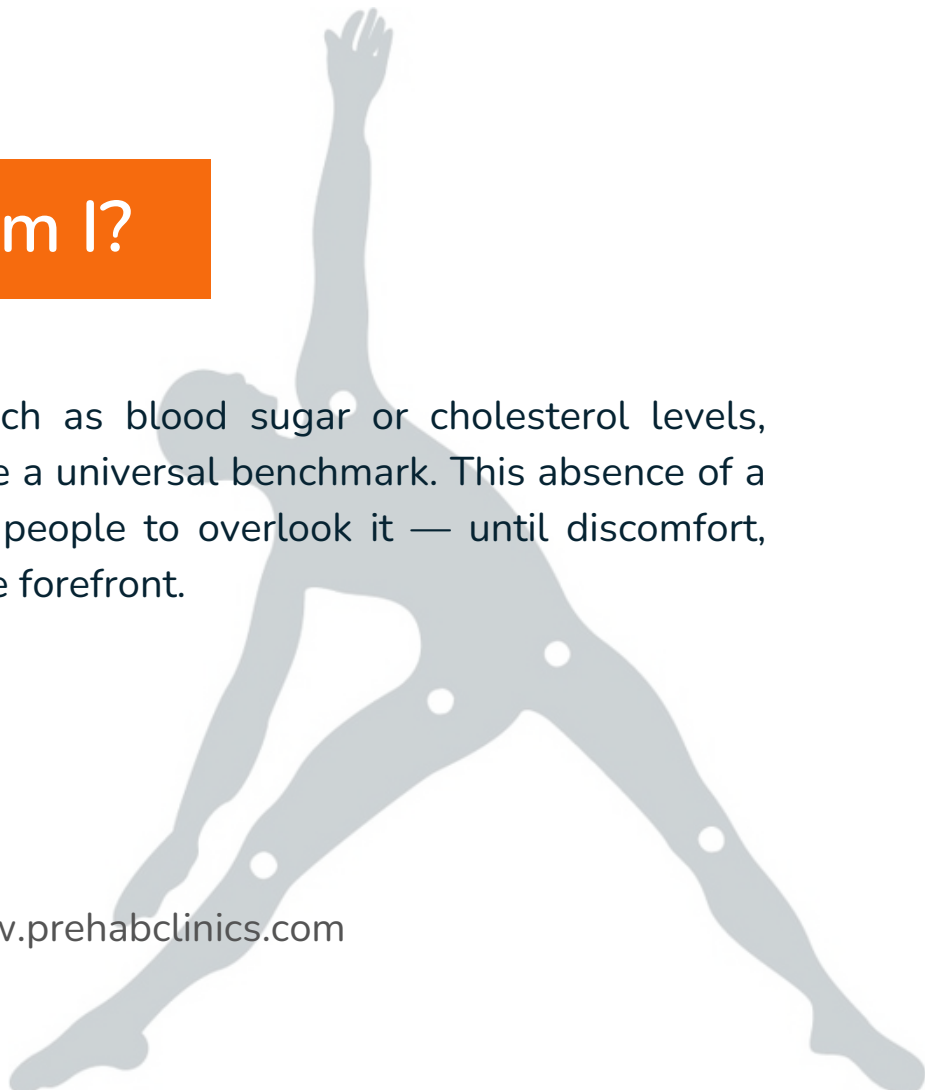 m I?
ch as blood sugar or cholesterol levels,
e a universal benchmark. This absence of a
people to overlook it — until discomfort,
e forefront.
w.prehabclinics.com